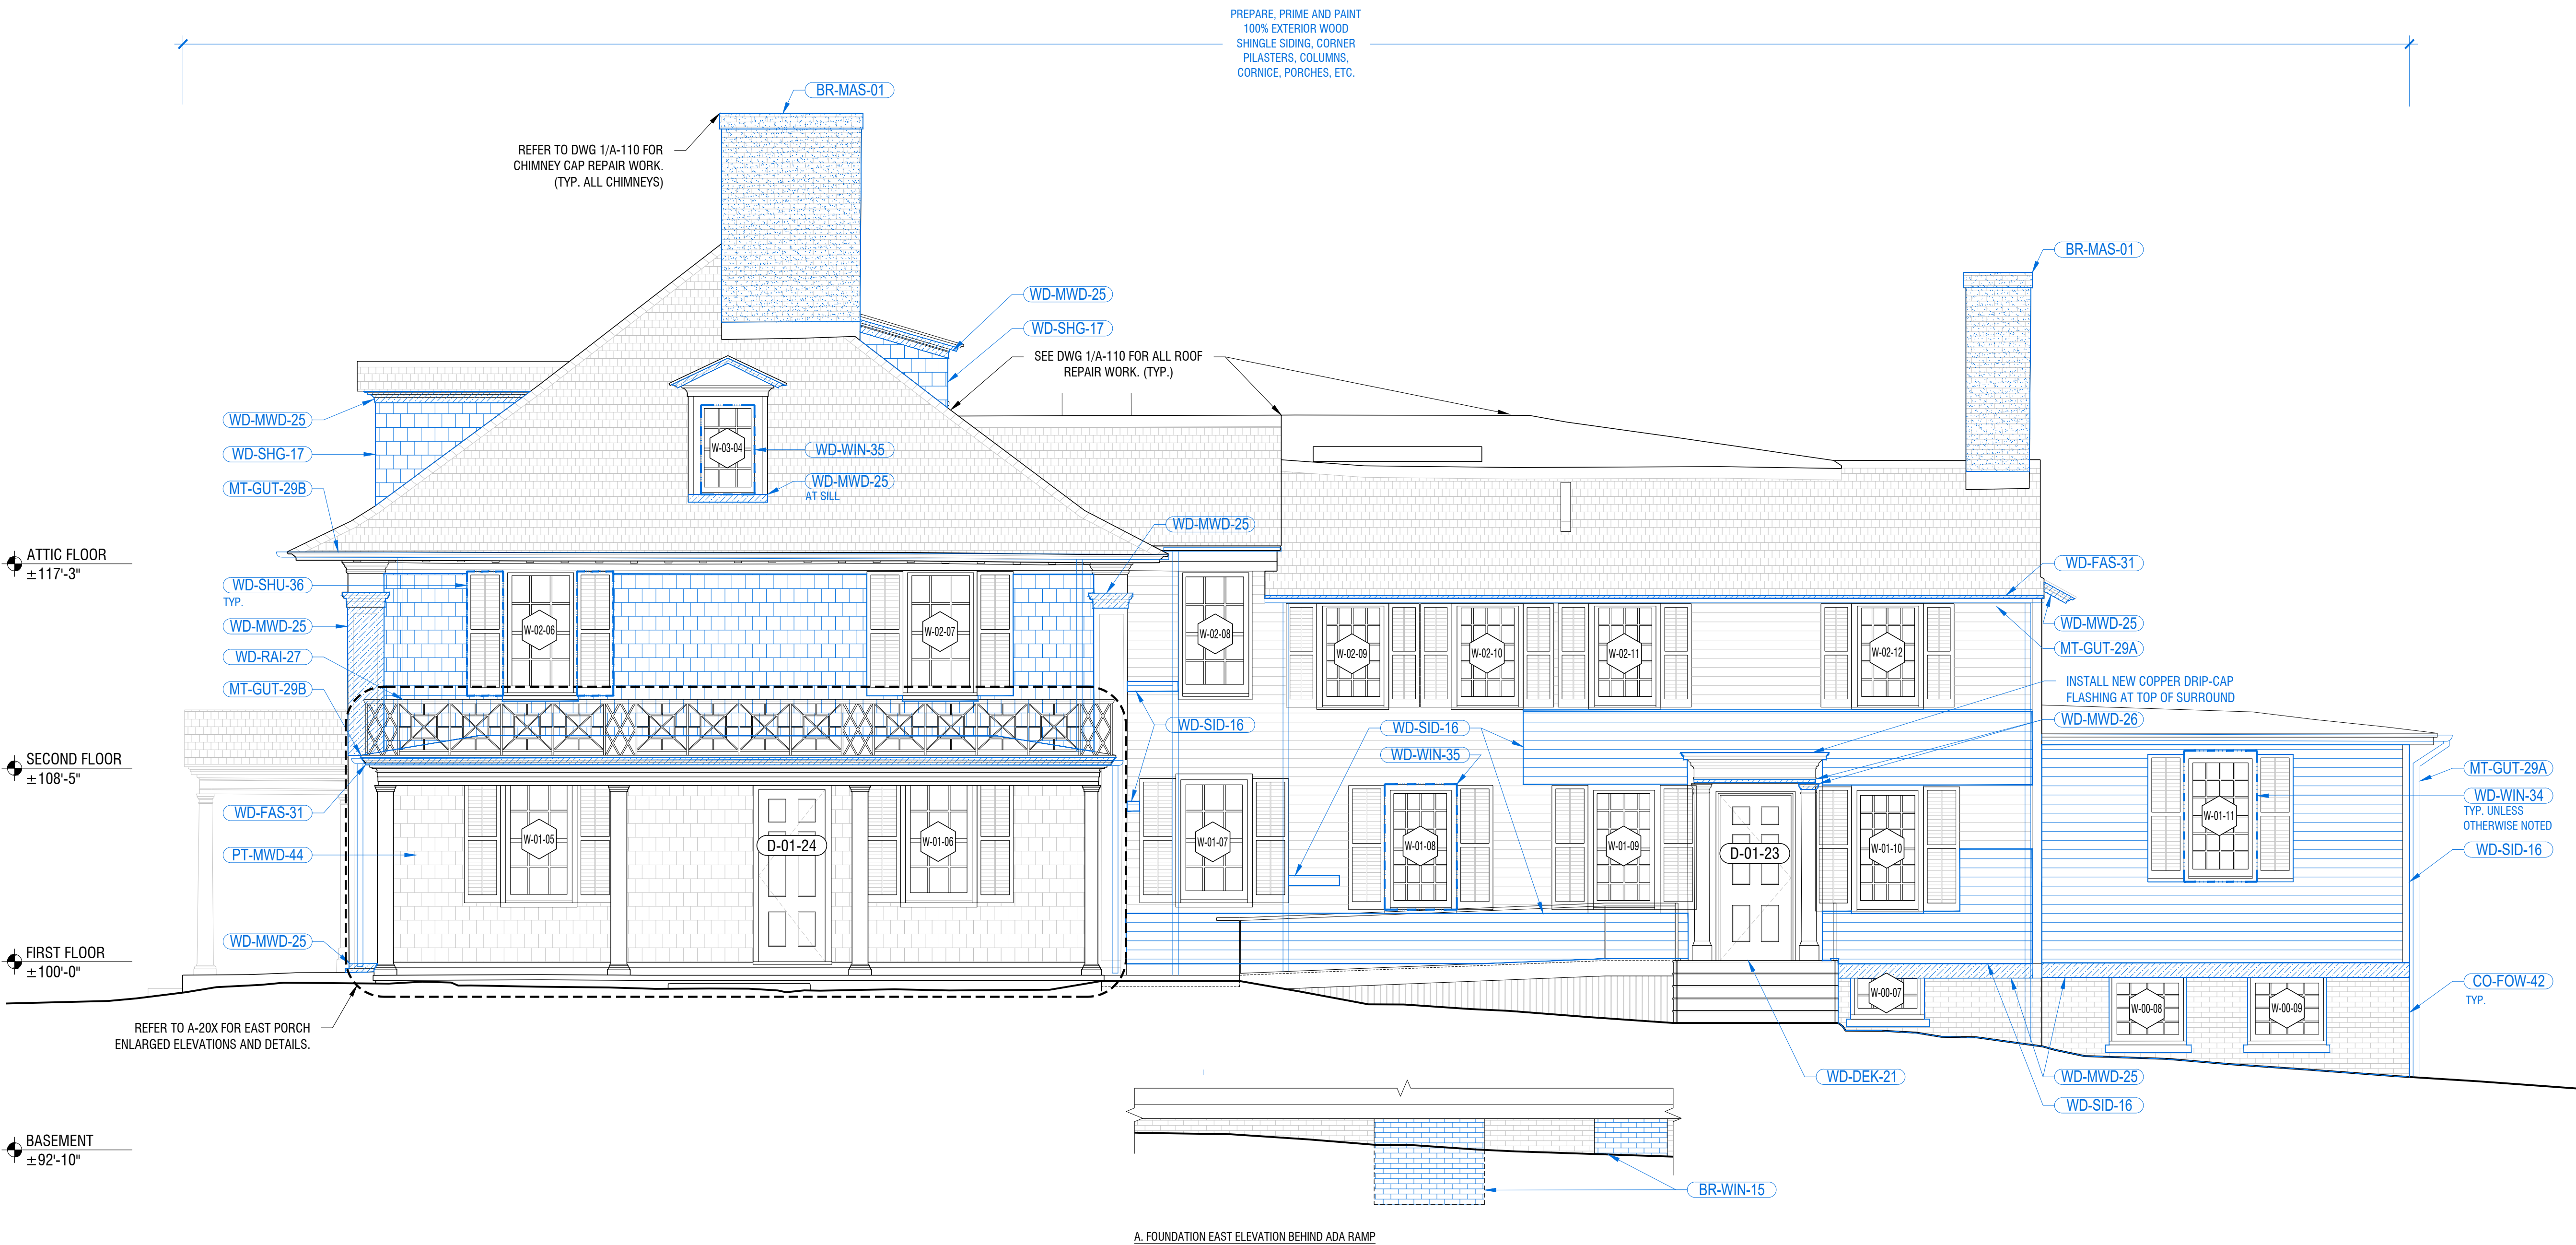 PREPARE, PRIME AND PAINT
100% EXTERIOR WOOD
SHINGLE SIDING, CORNER
PILASTERS, COLUMNS,
CORNICE, PORCHES, ETC.
BR-MAS-01
REFER TO DWG 1/A-110 FOR
CHIMNEY CAP REPAIR WORK.
(TYP. ALL CHIMNEYS)
BR-MAS-01
WD-MWD-25
WD-SHG-17
SEE DWG 1/A-110 FOR ALL ROOF
REPAIR WORK. (TYP.)
WD-MWD-25
WD-SHG-17
MT-GUT-29B
W-03-04
WD-WIN-35
WD-MWD-25
AT SILL
WD-MWD-25
ATTIC FLOOR
±117'-3"
WD-SHU-36
TYP.
WD-MWD-25
WD-RAI-27
MT-GUT-29B
W-02-06
W-02-07
W-02-08
W-02-09
W-02-10
W-02-11
W-02-12
WD-FAS-31
WD-MWD-25
MT-GUT-29A
INSTALL NEW COPPER DRIP-CAP
FLASHING AT TOP OF SURROUND
WD-MWD-26
WD-SID-16
WD-SID-16
WD-WIN-35
SECOND FLOOR
±108'-5"
WD-FAS-31
PT-MWD-44
WD-MWD-25
W-01-05
D-01-24
W-01-06
W-01-07
W-01-08
W-01-09
D-01-23
W-01-10
W-01-11
MT-GUT-29A
WD-WIN-34
TYP. UNLESS
OTHERWISE NOTED
WD-SID-16
FIRST FLOOR
±100'-0"
W-00-07
W-00-08
W-00-09
CO-FOW-42
TYP.
REFER TO A-20X FOR EAST PORCH
ENLARGED ELEVATIONS AND DETAILS.
WD-DEK-21
WD-MWD-25
WD-SID-16
BASEMENT
±92'-10"
BR-WIN-15
A. FOUNDATION EAST ELEVATION BEHIND ADA RAMP